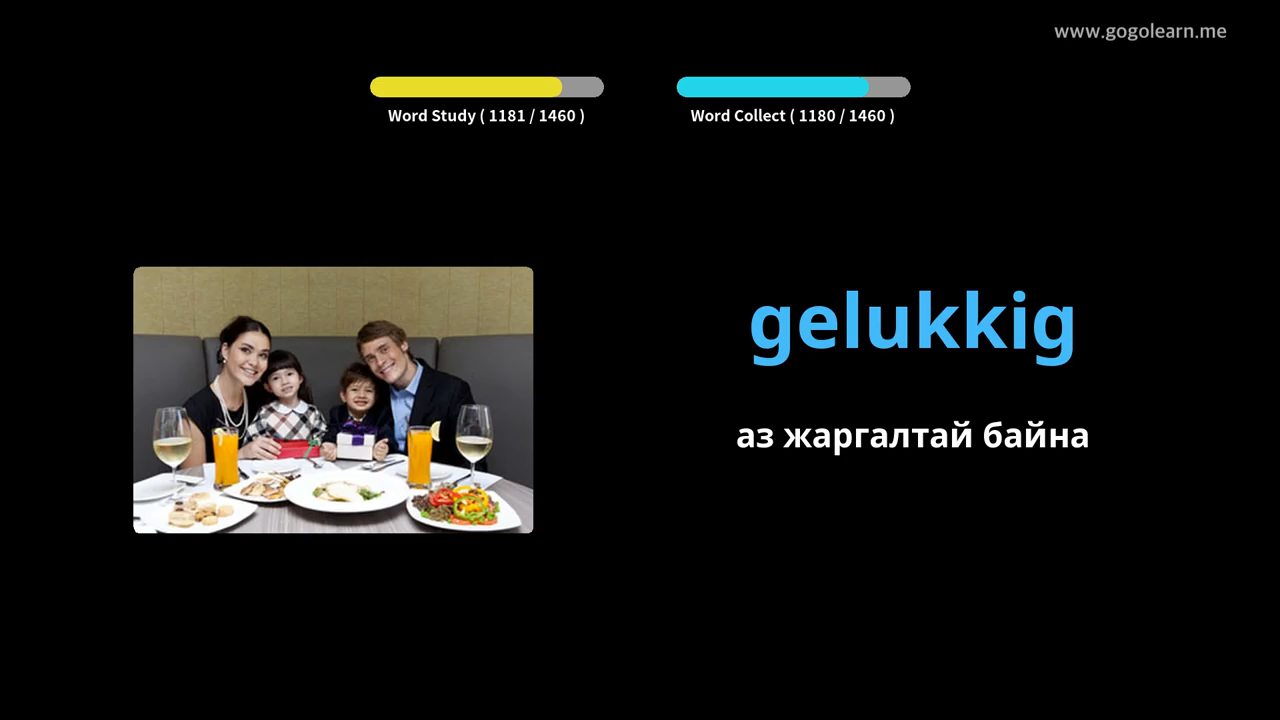 www.gogolearn.me
Word Study ( 1181 / 1460 )
Word Collect ( 1180 / 1460 )
gelukkig
аз жаргалтай байна